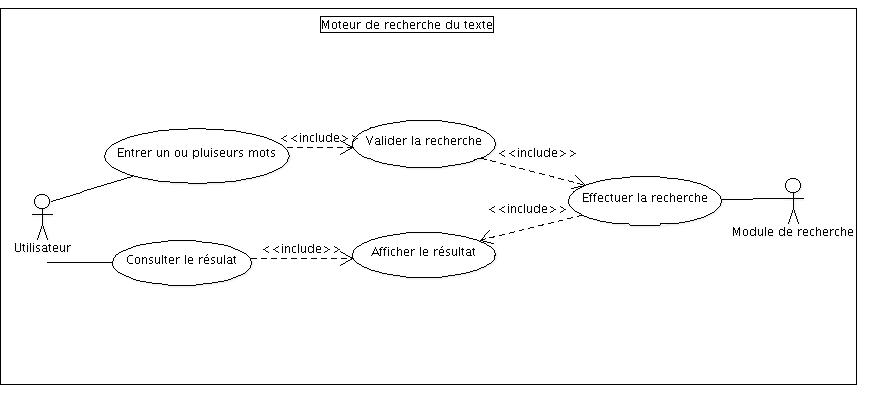 Moteur de recherche du texte
<<include>>
Valider la recherche
Entrer un ou pluiseurs mots
<<include>>
Effectuer la recherche
<<include>>
Utilisateur
Module de recherche
<<include>>
Afficher le résultat
Consulter le résulat